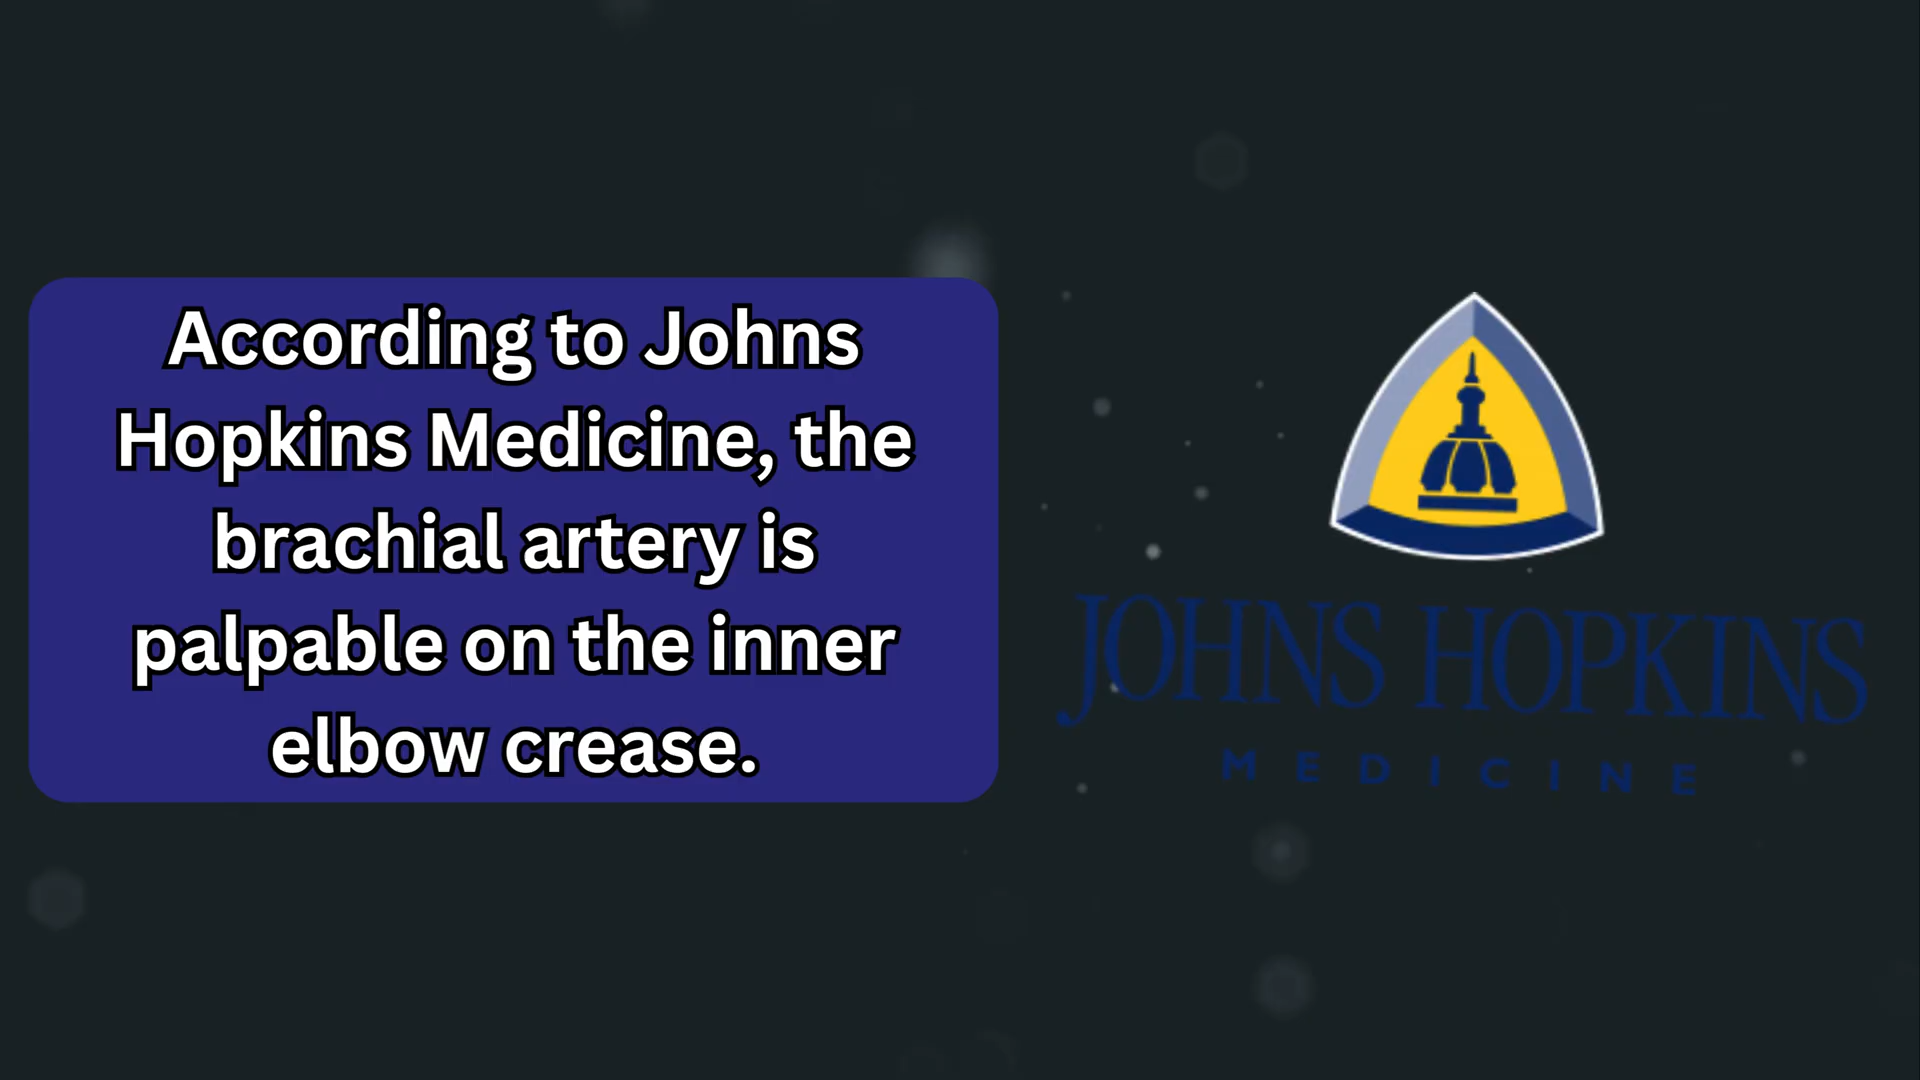 According to Johns
Hopkins Medicine, the
brachial artery is
palpable on the inner
elbow crease.
JOHNS HOPKINS
MEDICINE